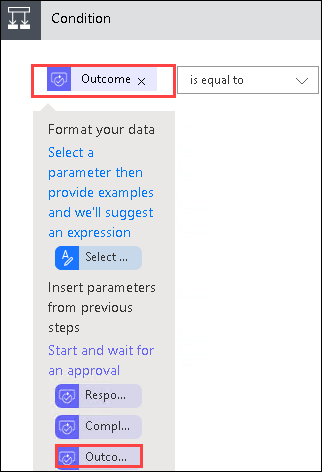 Condition
Outcome × is equal to
Format your data
Select a
parameter then
provide examples
and we'll suggest
an expression
Select ...
Insert parameters
from previous
steps
Start and wait for
an approval
Respo...
Compl...
Outco...